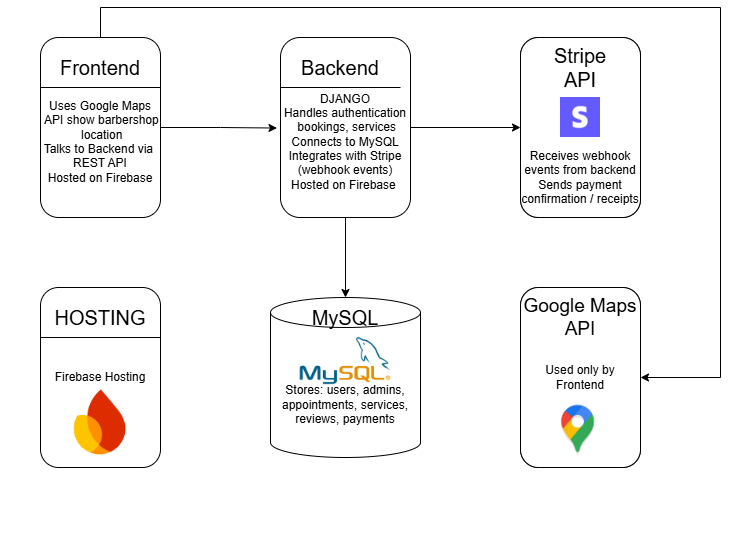 Frontend
Uses Google Maps
API show barbershop
location
Talks to Backend via
REST API
Hosted on Firebase
Backend
DJANGO
Handles authentication
bookings, services
Connects to MySQL
Integrates with Stripe
(webhook events)
Hosted on Firebase
Stripe
API
S
Receives webhook
events from backend
Sends payment
confirmation / receipts
HOSTING
Firebase Hosting
MySQL
MySQL®
Stores: users, admins,
appointments, services,
reviews, payments
Google Maps
API
Used only by
Frontend